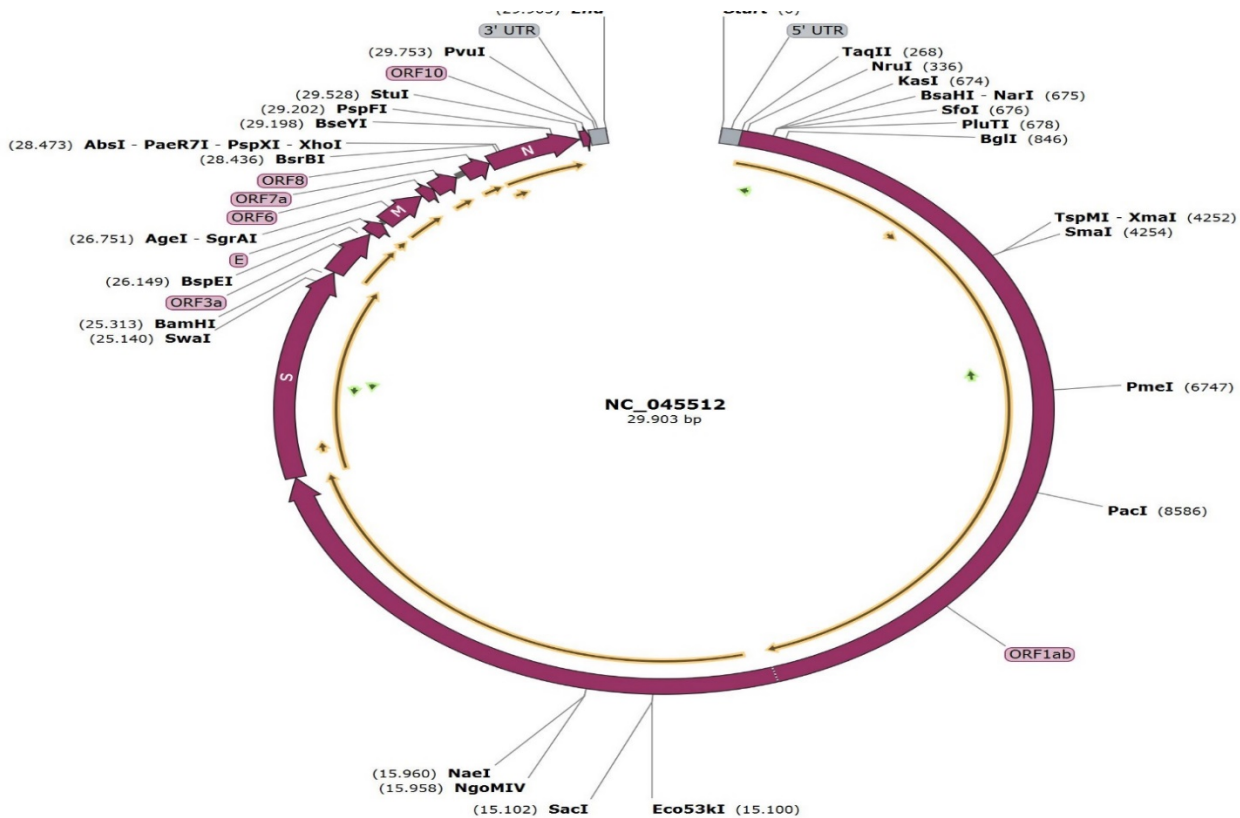 3' UTR
5' UTR
(29.753) PvuI
TaqII (268)
ORF10
NruI (336)
(29.528) StuI
KasI (674)
(29.202) PspFI
BsaHI - NarI (675)
(29.198) BseYI
SfoI (676)
(28.473) AbsI - PaeR7I - PspXI - XhoI
PluTI (678)
(28.436) BsrBI
BglI (846)
N
ORF8
ORF7a
ORF6
M
(26.751) AgeI - SgrAI
TspMI - XmaI (4252)
SmaI (4254)
E
(26.149) BspEI
ORF3a
(25.313) BamHI
(25.140) SwaI
S
PmeI (6747)
NC_045512
29.903 bp
PacI (8586)
ORF1ab
(15.960) NaeI
(15.958) NgoMIV
(15.102) SacI
Eco53kI (15.100)